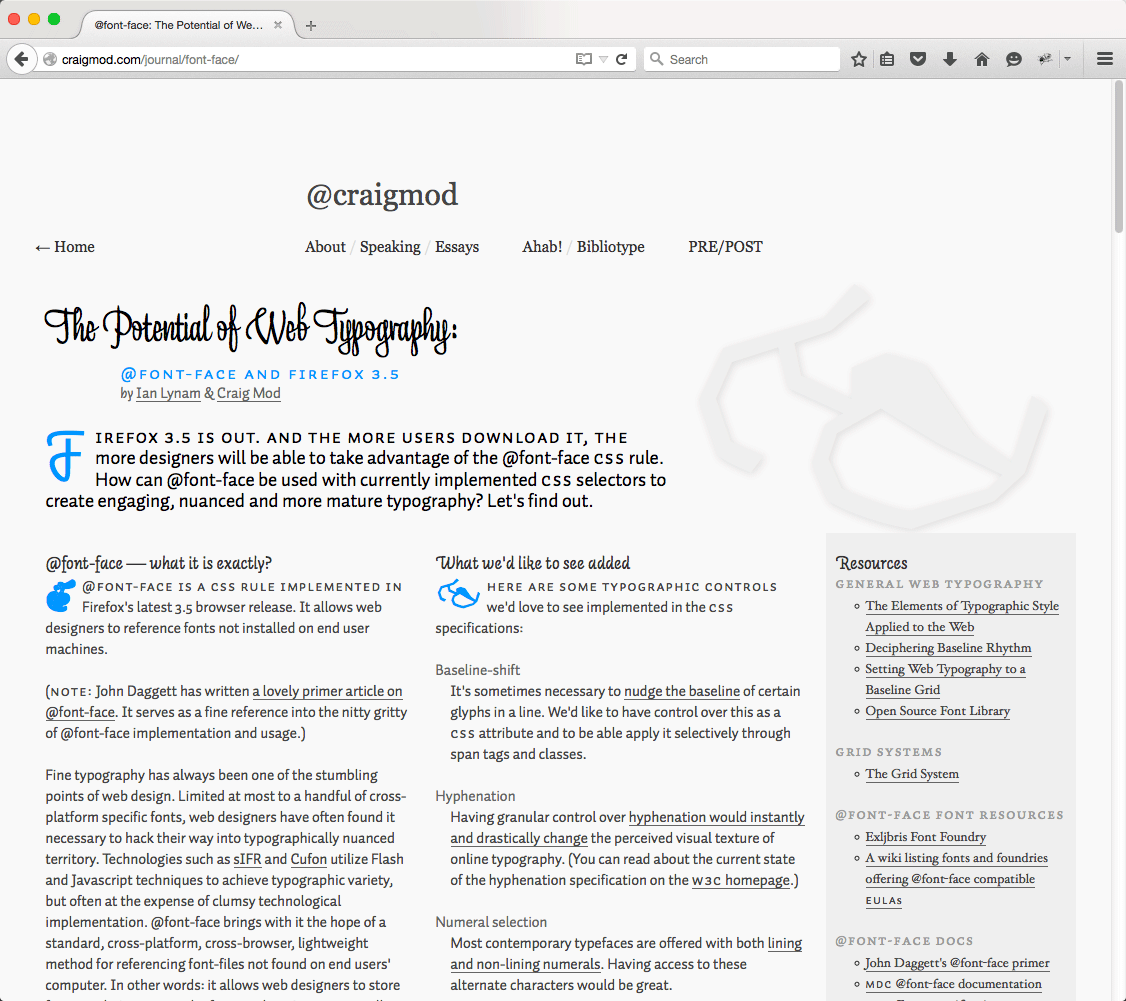 @font-face: The Potential of We...
craigmod.com/journal/font-face/
Search
@craigmod
← Home
About / Speaking / Essays
Ahab! / Bibliotype
PRE/POST
The Potential of Web Typography:
@FONT-FACE AND FIREFOX 3.5
by Ian Lynam & Craig Mod
FIREFOX 3.5 IS OUT. AND THE MORE USERS DOWNLOAD IT, THE
more designers will be able to take advantage of the @font-face CSS rule.
How can @font-face be used with currently implemented CSS selectors to
create engaging, nuanced and more mature typography? Let's find out.
@font-face — what it is exactly?
@FONT-FACE IS A CSS RULE IMPLEMENTED IN
Firefox's latest 3.5 browser release. It allows web
designers to reference fonts not installed on end user
machines.
(NOTE: John Daggett has written a lovely primer article on
@font-face. It serves as a fine reference into the nitty gritty
of @font-face implementation and usage.)
Fine typography has always been one of the stumbling
points of web design. Limited at most to a handful of cross-
platform specific fonts, web designers have often found it
necessary to hack their way into typographically nuanced
territory. Technologies such as sIFR and Cufon utilize Flash
and Javascript techniques to achieve typographic variety,
but often at the expense of clumsy technological
implementation. @font-face brings with it the hope of a
standard, cross-platform, cross-browser, lightweight
method for referencing font-files not found on end users'
computer. In other words: it allows web designers to store
What we'd like to see added
HERE ARE SOME TYPOGRAPHIC CONTROLS
we'd love to see implemented in the CSS
specifications:
Baseline-shift
It's sometimes necessary to nudge the baseline of certain
glyphs in a line. We'd like to have control over this as a
CSS attribute and to be able apply it selectively through
span tags and classes.
Hyphenation
Having granular control over hyphenation would instantly
and drastically change the perceived visual texture of
online typography. (You can read about the current state
of the hyphenation specification on the W3C homepage.)
Numeral selection
Most contemporary typefaces are offered with both lining
and non-lining numerals. Having access to these
alternate characters would be great.
Resources
GENERAL WEB TYPOGRAPHY
The Elements of Typographic Style
Applied to the Web
Deciphering Baseline Rhythm
Setting Web Typography to a
Baseline Grid
Open Source Font Library
GRID SYSTEMS
The Grid System
@FONT-FACE FONT RESOURCES
Exljbris Font Foundry
A wiki listing fonts and foundries
offering @font-face compatible
EULAs
@FONT-FACE DOCS
John Daggett's @font-face primer
MDC @font-face documentation